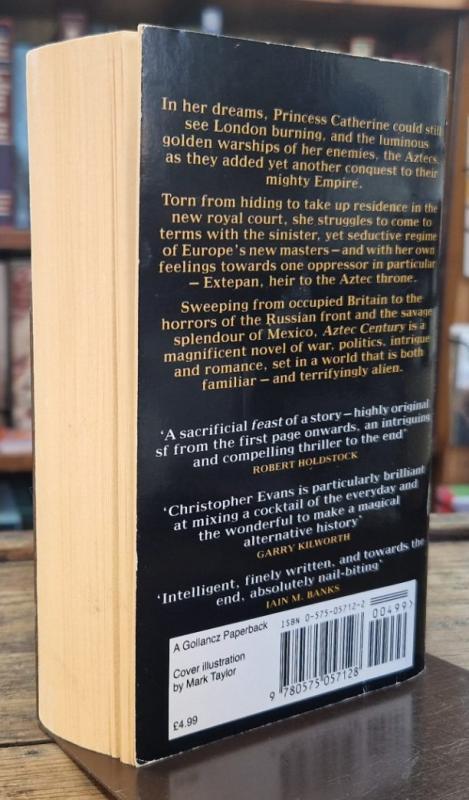 In her dreams, Princess Catherine could still
see London burning, and the luminous
golden warships of her enemies, the Aztecs,
as they added yet another conquest to their
mighty Empire.
Torn from hiding to take up residence in the
new royal court, she struggles to come to
terms with the sinister, yet seductive regime
of Europe's new masters — and with her own
feelings towards one oppressor in particular
— Extepan, heir to the Aztec throne.
Sweeping from occupied Britain to the
horrors of the Russian front and the savage
splendour of Mexico, Aztec Century is a
magnificent novel of war, politics, intrigue
and romance, set in a world that is both
familiar — and terrifyingly alien.
'A sacrificial feast of a story — highly original
sf from the first page onwards, an intriguing
and compelling thriller to the end'
ROBERT HOLDSTOCK
'Christopher Evans is particularly brilliant
at mixing a cocktail of the everyday and
the wonderful to make a magical
alternative history'
GARRY KILWORTH
'Intelligent, finely written, and towards the
end, absolutely nail-biting'
IAIN M. BANKS
A Gollancz Paperback
Cover illustration
by Mark Taylor
£4.99
ISBN 0-575-05712-2
00499
9 780575 057128